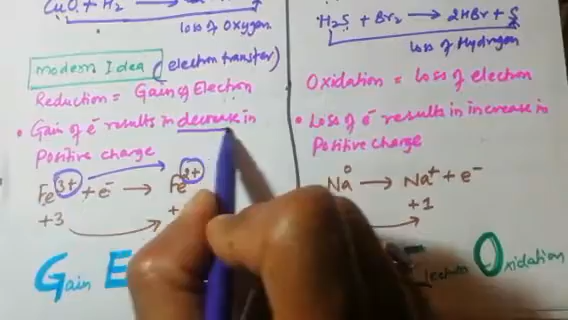 CuO + H2 →
loss of Oxygen
modern Idea (electron transfer)
Reduction = Gain of Electron
• Gain of e⁻ results in decrease in
Positive charge
Fe³⁺ + e⁻ → Fe²⁺
+3 +
Gain E
H2S + Br2 → 2HBr + S
loss of Hydrogen
Oxidation = loss of electron
• Loss of e⁻ results in increase in
Positive charge
Na⁰ → Na⁺ + e⁻
+1
lectron Oxidation